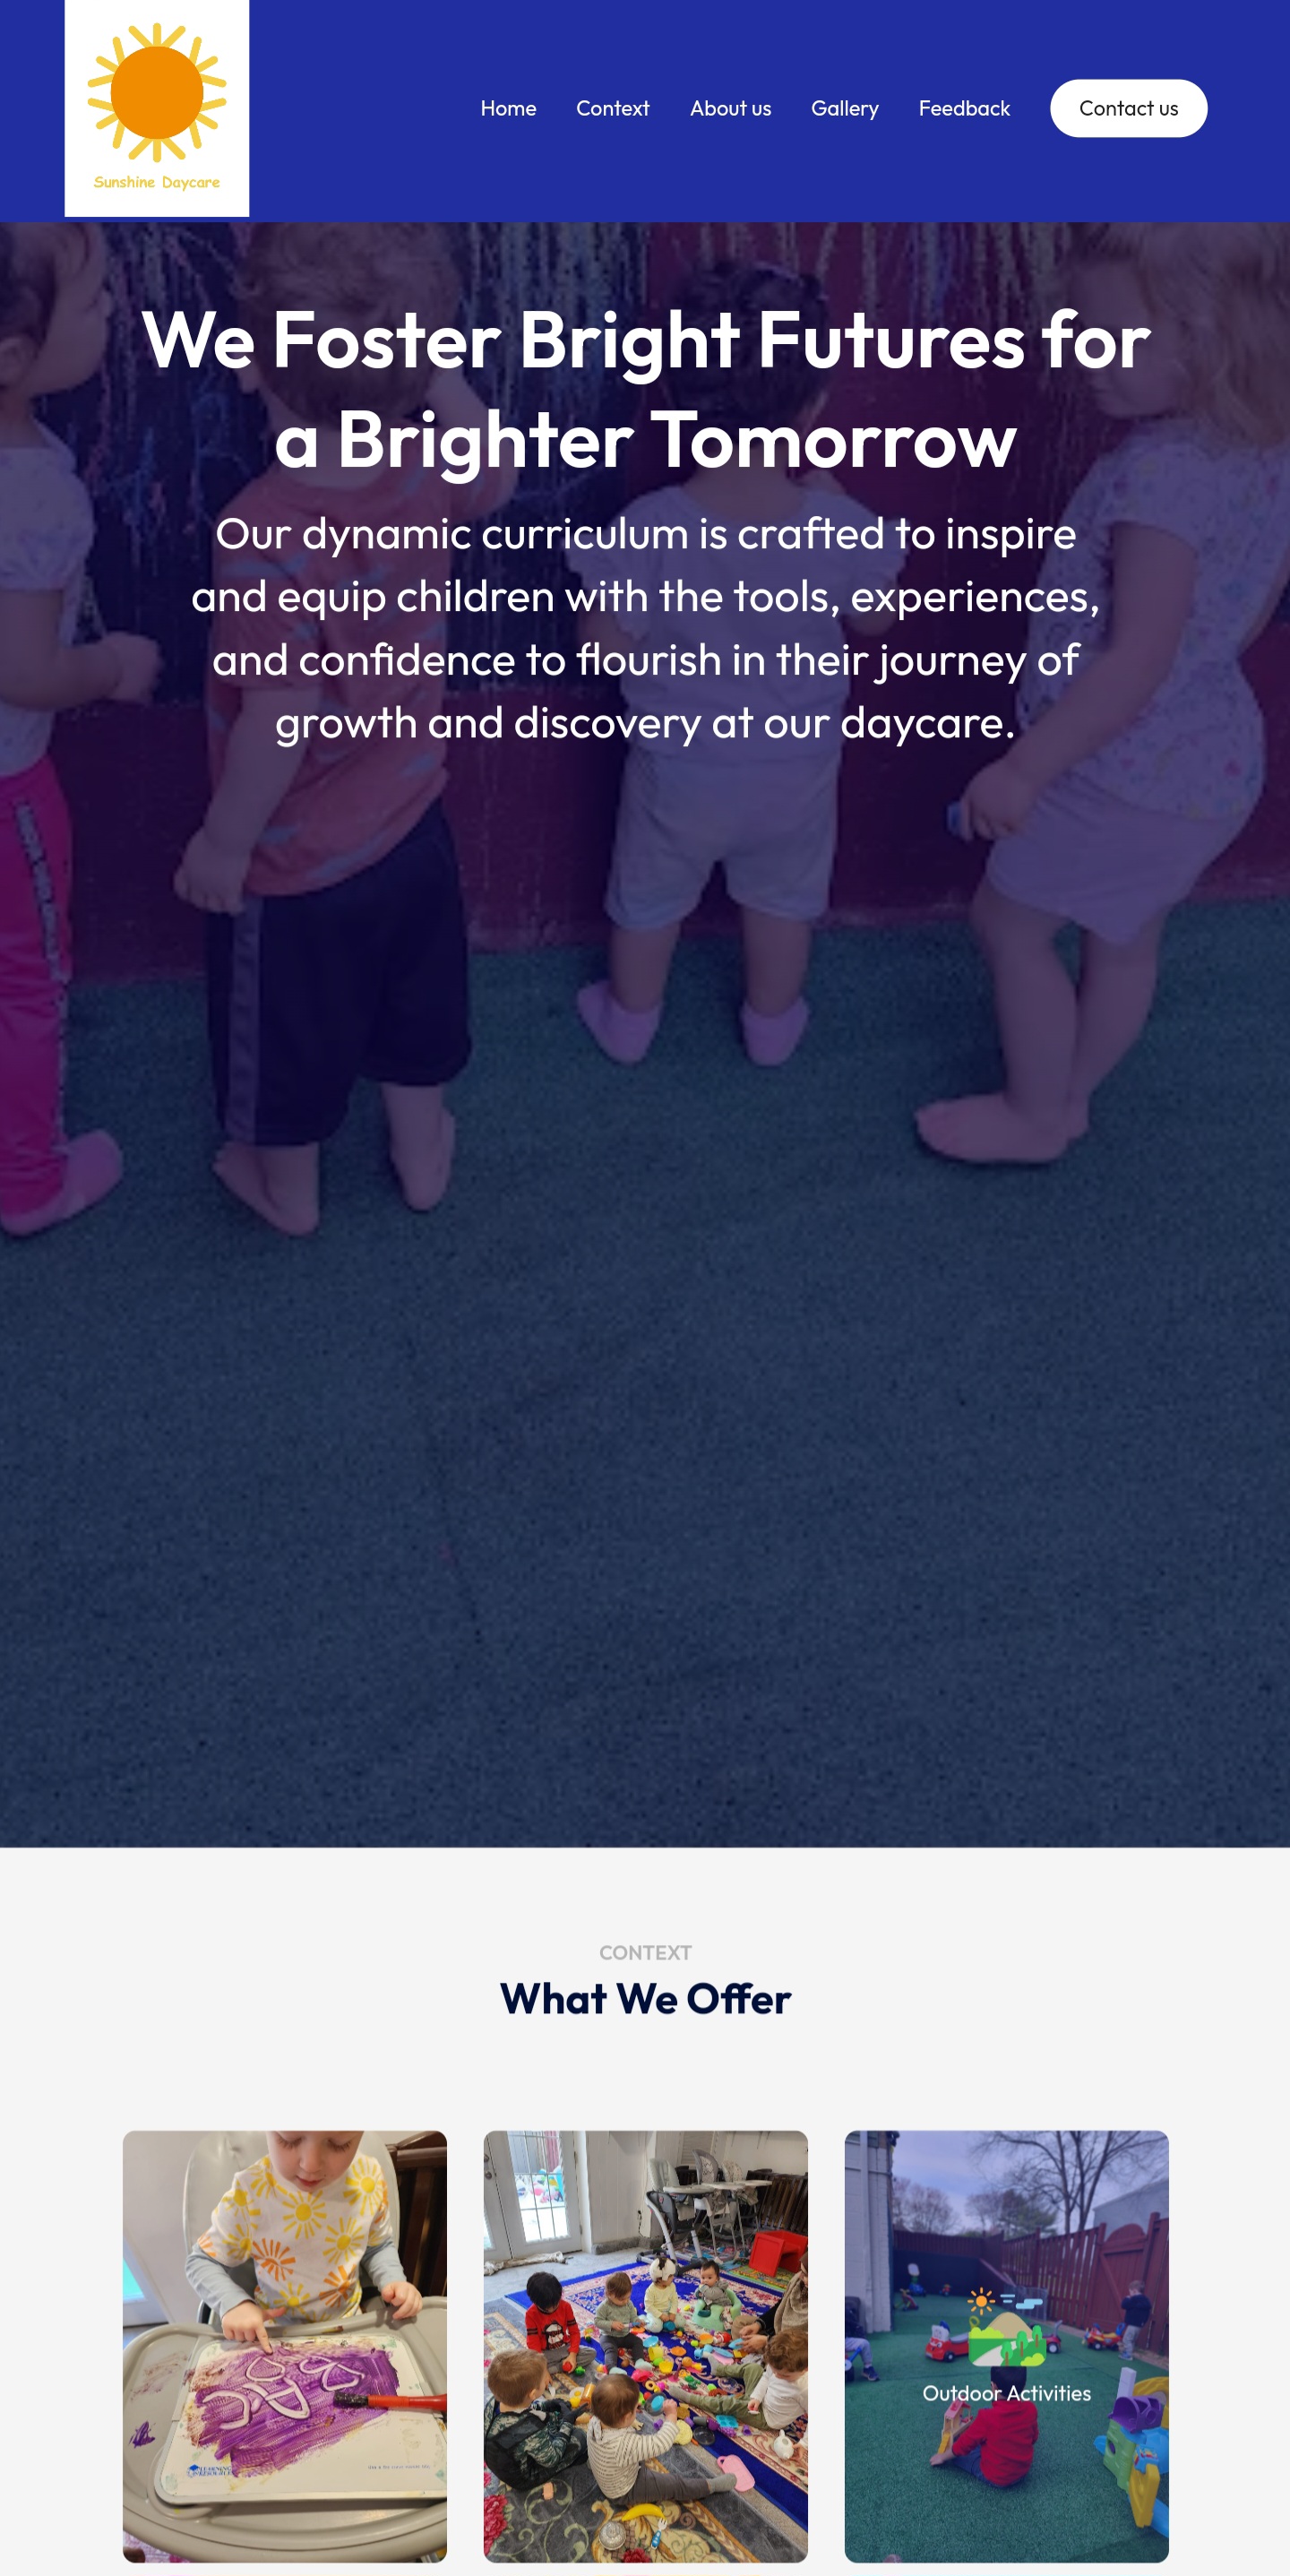 Sunshine Daycare
Home Context About us Gallery Feedback Contact us
We Foster Bright Futures for
a Brighter Tomorrow
Our dynamic curriculum is crafted to inspire
and equip children with the tools, experiences,
and confidence to flourish in their journey of
growth and discovery at our daycare.
CONTEXT
What We Offer
Outdoor Activities